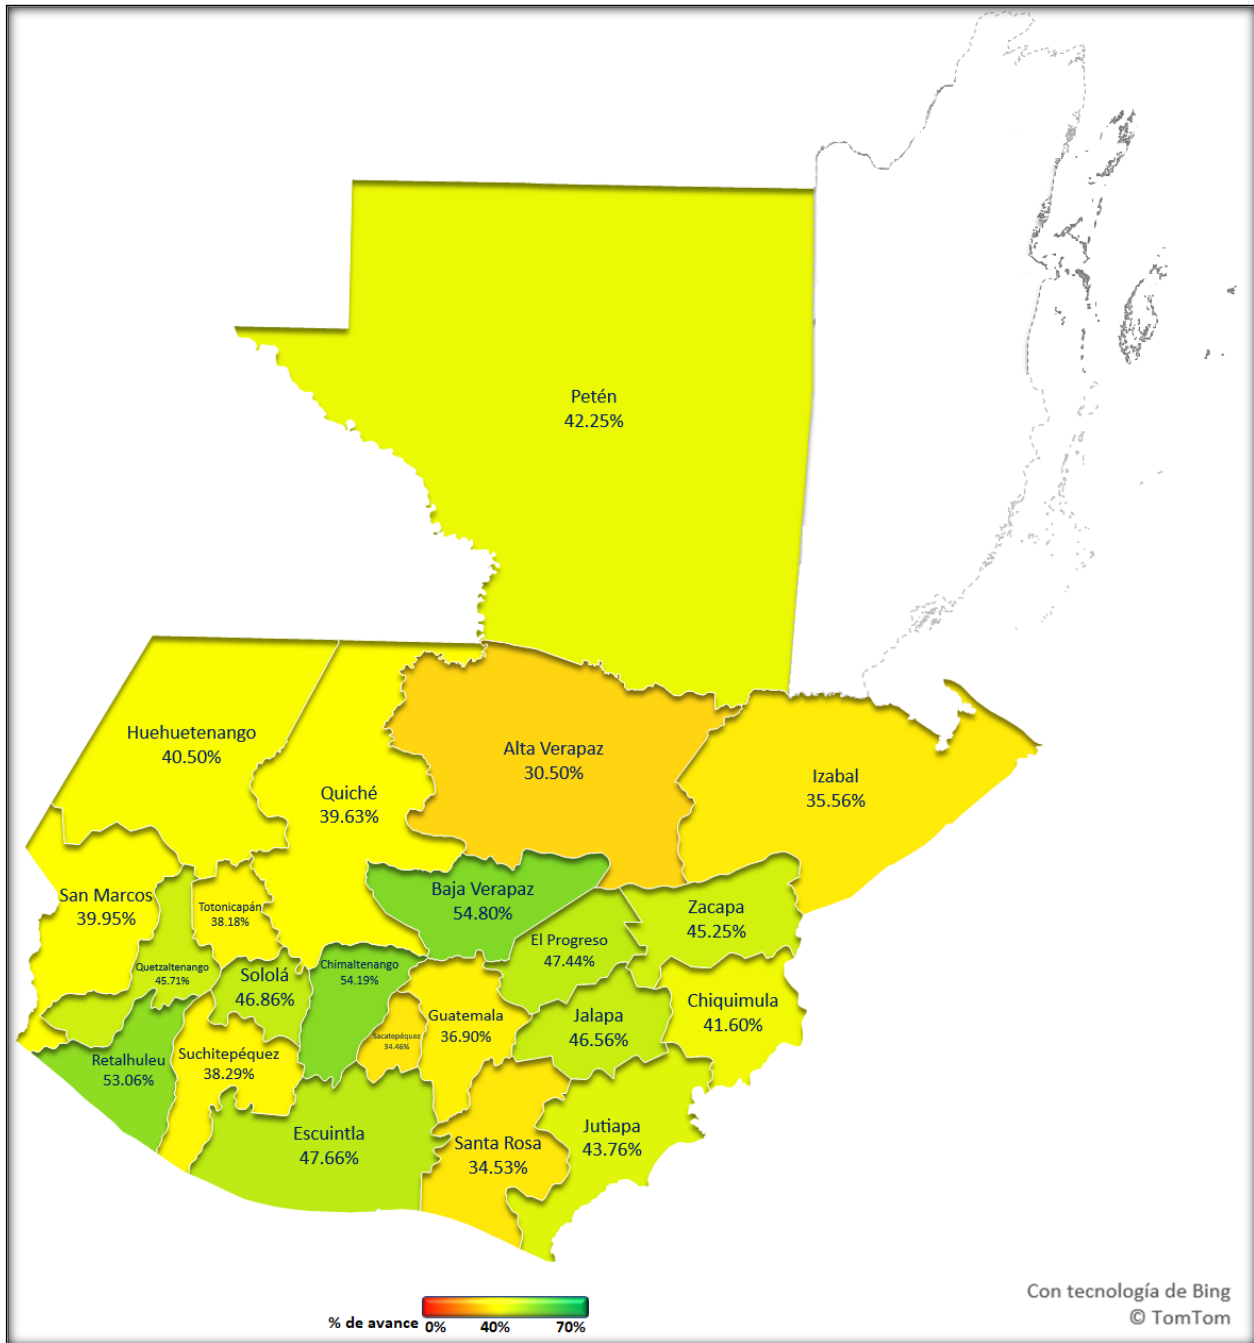 Petén
42.25%
Huehuetenango
40.50%
Alta Verapaz
30.50%
Izabal
35.56%
Quiché
39.63%
San Marcos
39.95%
Totonicapán
38.18%
Baja Verapaz
54.80%
Zacapa
45.25%
El Progreso
47.44%
Quetzaltenango
45.71%
Sololá
46.86%
Chimaltenango
54.19%
Chiquimula
41.60%
Guatemala
36.90%
Jalapa
46.56%
Sacatepéquez
34.46%
Retalhuleu
53.06%
Suchitepéquez
38.29%
Escuintla
47.66%
Santa Rosa
34.53%
Jutiapa
43.76%
% de avance
0% 40% 70%
Con tecnología de Bing
© TomTom